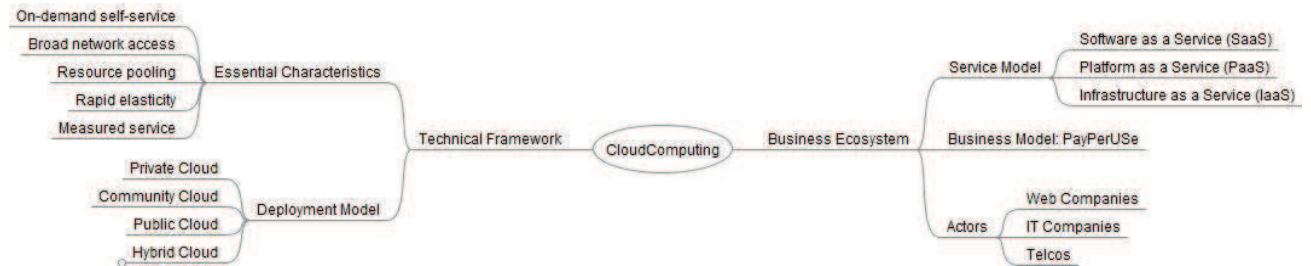 On-demand self-service
Broad network access
Resource pooling
Rapid elasticity
Measured service
Essential Characteristics
Private Cloud
Community Cloud
Public Cloud
Hybrid Cloud
Deployment Model
Technical Framework
CloudComputing
Business Ecosystem
Service Model
Software as a Service (SaaS)
Platform as a Service (PaaS)
Infrastructure as a Service (IaaS)
Business Model: PayPerUSe
Actors
Web Companies
IT Companies
Telcos